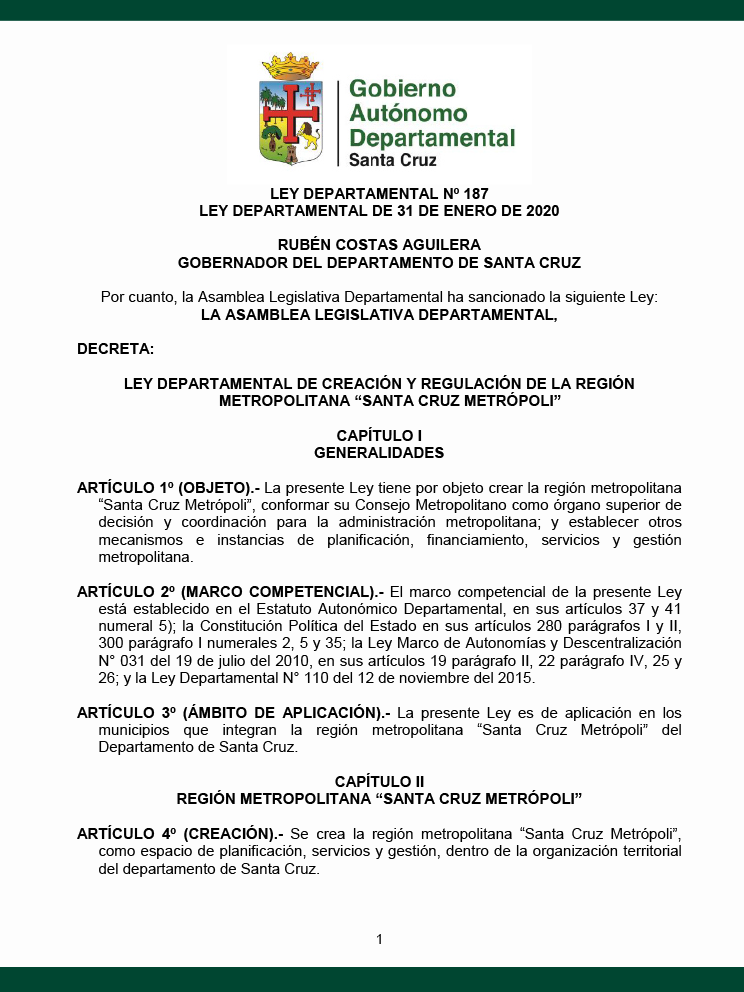 Gobierno
Autónomo
Departamental
Santa Cruz
LEY DEPARTAMENTAL Nº 187
LEY DEPARTAMENTAL DE 31 DE ENERO DE 2020
RUBÉN COSTAS AGUILERA
GOBERNADOR DEL DEPARTAMENTO DE SANTA CRUZ
Por cuanto, la Asamblea Legislativa Departamental ha sancionado la siguiente Ley:
LA ASAMBLEA LEGISLATIVA DEPARTAMENTAL,
DECRETA:
LEY DEPARTAMENTAL DE CREACIÓN Y REGULACIÓN DE LA REGIÓN
METROPOLITANA “SANTA CRUZ METRÓPOLI”
CAPÍTULO I
GENERALIDADES
ARTÍCULO 1º (OBJETO).- La presente Ley tiene por objeto crear la región metropolitana
“Santa Cruz Metrópoli”, conformar su Consejo Metropolitano como órgano superior de
decisión y coordinación para la administración metropolitana; y establecer otros
mecanismos e instancias de planificación, financiamiento, servicios y gestión
metropolitana.
ARTÍCULO 2º (MARCO COMPETENCIAL).- El marco competencial de la presente Ley
está establecido en el Estatuto Autonómico Departamental, en sus artículos 37 y 41
numeral 5); la Constitución Política del Estado en sus artículos 280 parágrafos I y II,
300 parágrafo I numerales 2, 5 y 35; la Ley Marco de Autonomías y Descentralización
N° 031 del 19 de julio del 2010, en sus artículos 19 parágrafo II, 22 parágrafo IV, 25 y
26; y la Ley Departamental N° 110 del 12 de noviembre del 2015.
ARTÍCULO 3º (ÁMBITO DE APLICACIÓN).- La presente Ley es de aplicación en los
municipios que integran la región metropolitana “Santa Cruz Metrópoli” del
Departamento de Santa Cruz.
CAPÍTULO II
REGIÓN METROPOLITANA “SANTA CRUZ METRÓPOLI”
ARTÍCULO 4º (CREACIÓN).- Se crea la región metropolitana “Santa Cruz Metrópoli”,
como espacio de planificación, servicios y gestión, dentro de la organización territorial
del departamento de Santa Cruz.
1